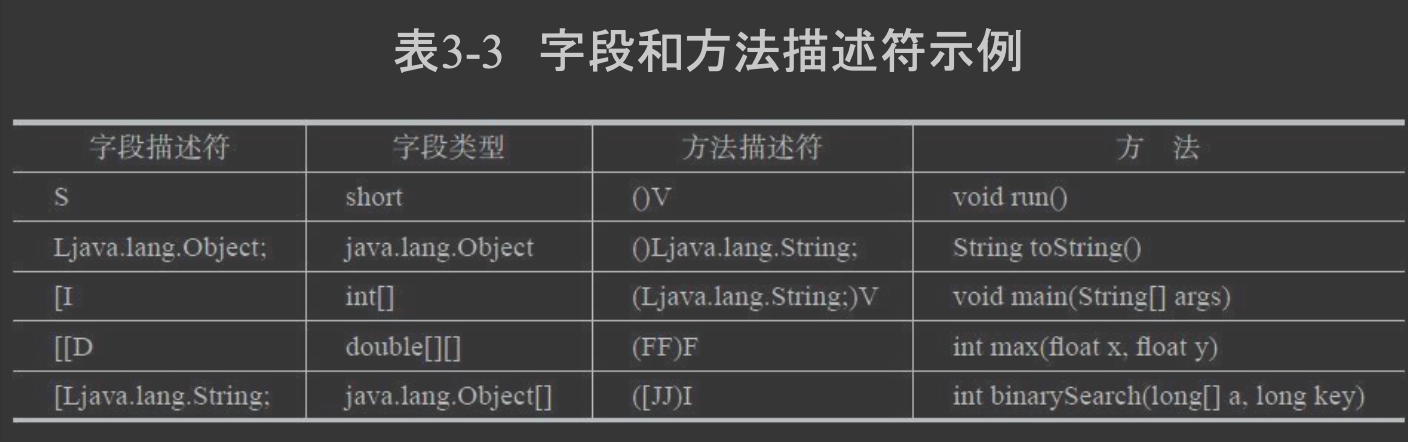 表3-3 字段和方法描述符示例
字段描述符 字段类型 方法描述符 方 法
S short ()V void run()
Ljava.lang.Object; java.lang.Object ()Ljava.lang.String; String toString()
[I int[] (Ljava.lang.String;)V void main(String[] args)
[[D double[][] (FF)F int max(float x, float y)
[Ljava.lang.String; java.lang.Object[] ([JJ)I int binarySearch(long[] a, long key)